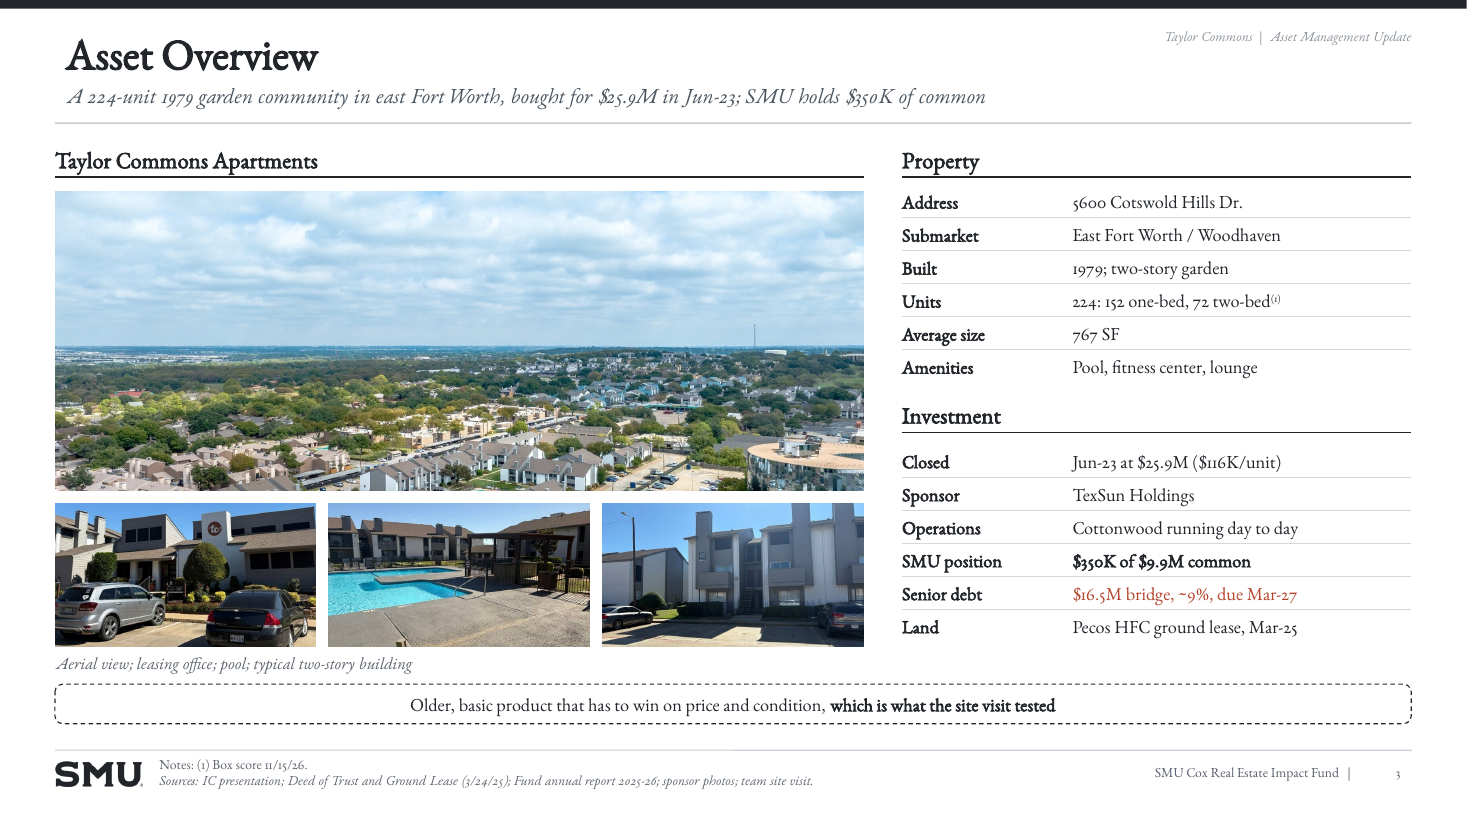 Taylor Commons | Asset Management Update
Asset Overview
A 224-unit 1979 garden community in east Fort Worth, bought for $25.9M in Jun-23; SMU holds $350K of common
Taylor Commons Apartments
tc
Aerial view; leasing office; pool; typical two-story building
Property
Address 5600 Cotswold Hills Dr.
Submarket East Fort Worth / Woodhaven
Built 1979; two-story garden
Units 224: 152 one-bed, 72 two-bed(1)
Average size 767 SF
Amenities Pool, fitness center, lounge
Investment
Closed Jun-23 at $25.9M ($116K/unit)
Sponsor TexSun Holdings
Operations Cottonwood running day to day
SMU position $350K of $9.9M common
Senior debt $16.5M bridge, ~9%, due Mar-27
Land Pecos HFC ground lease, Mar-25
Older, basic product that has to win on price and condition, which is what the site visit tested
SMU
Notes: (1) Box score 11/15/26.
Sources: IC presentation; Deed of Trust and Ground Lease (3/24/25); Fund annual report 2025-26; sponsor photos; team site visit.
SMU Cox Real Estate Impact Fund | 3